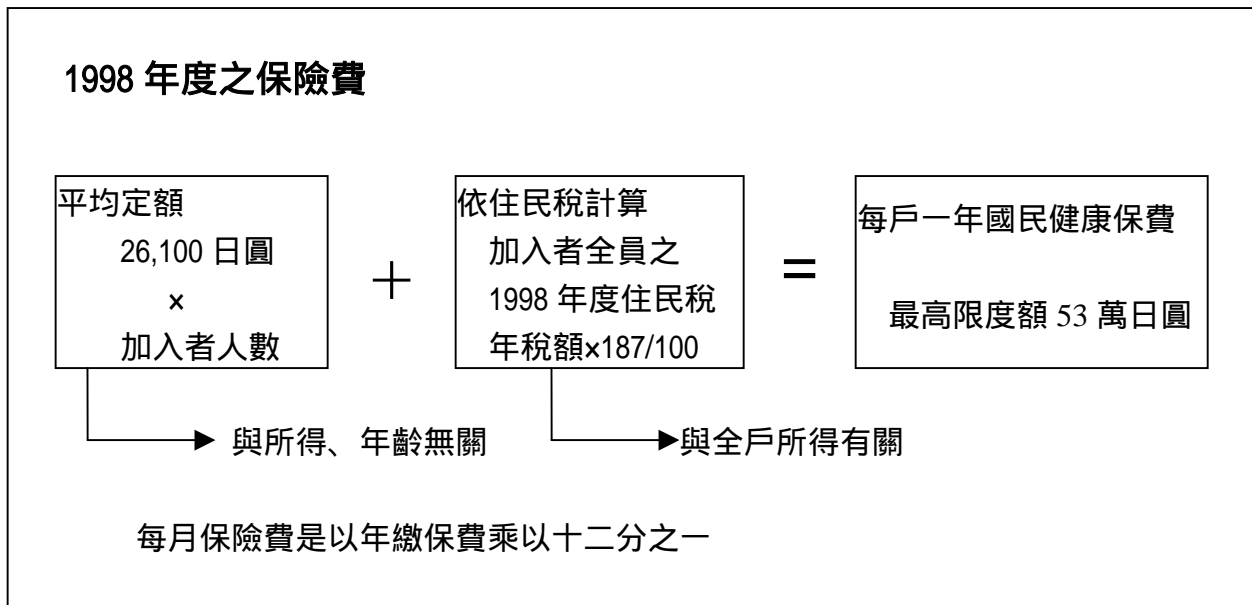 1998 年度之保險費
平均定額
26,100 日圓
×
加入者人數
＋
依住民稅計算
加入者全員之
1998 年度住民稅
年稅額×187/100
=
每戶一年國民健康保費
最高限度額 53 萬日圓
與所得、年齡無關
與全戶所得有關
每月保險費是以年繳保費乘以十二分之一